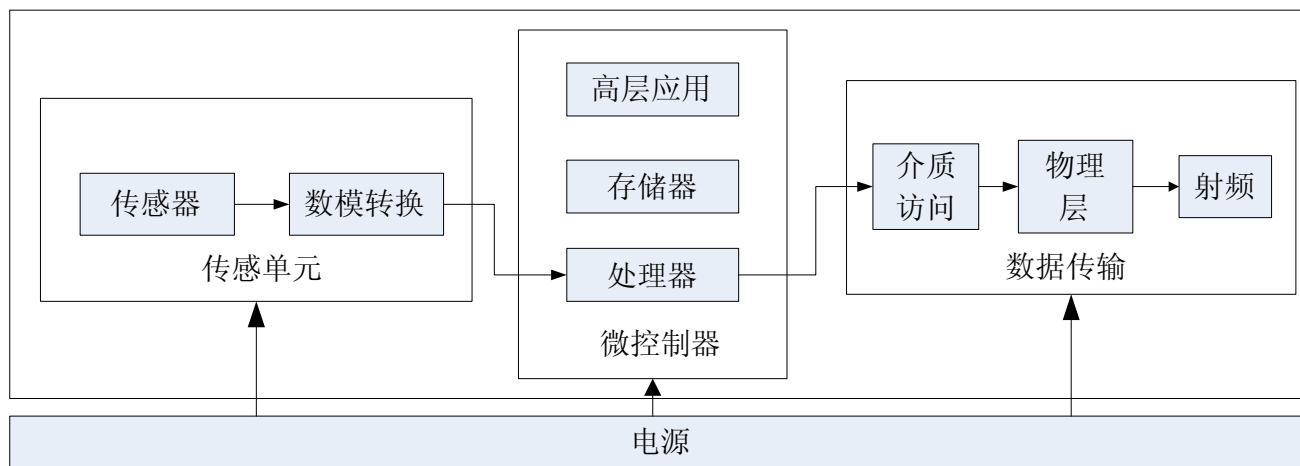 传感器
数模转换
传感单元
高层应用
存储器
处理器
微控制器
介质
访问
物理
层
射频
数据传输
电源